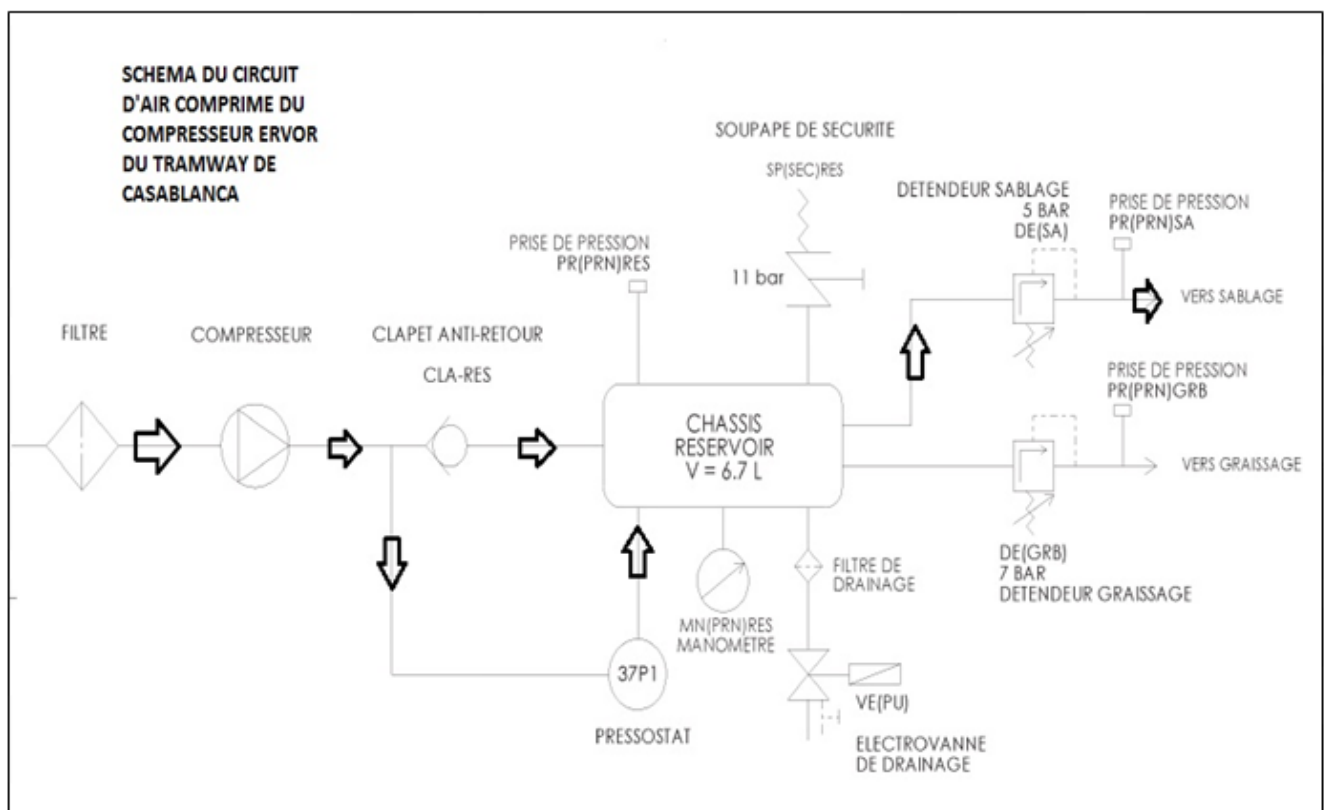 SCHEMA DU CIRCUIT
D'AIR COMPRIME DU
COMPRESSEUR ERVOR
DU TRAMWAY DE
CASABLANCA
SOUPAPE DE SECURITE
SP(SEC)RES
11 bar
DETENDEUR SABLAGE
5 BAR
DE(SA)
PRISE DE PRESSION
PR(PRN)SA
VERS SABLAGE
PRISE DE PRESSION
PR(PRN)RES
FILTRE
COMPRESSEUR
CLAPET ANTI-RETOUR
CLA-RES
PRISE DE PRESSION
PR(PRN)GRB
CHASSIS
RESERVOIR
V = 6.7 L
VERS GRAISSAGE
DE(GRB)
7 BAR
DETENDEUR GRAISSAGE
FILTRE DE
DRAINAGE
MN(PRN)RES
MANOMETRE
37P1
PRESSOSTAT
VE(PU)
ELECTROVANNE
DE DRAINAGE